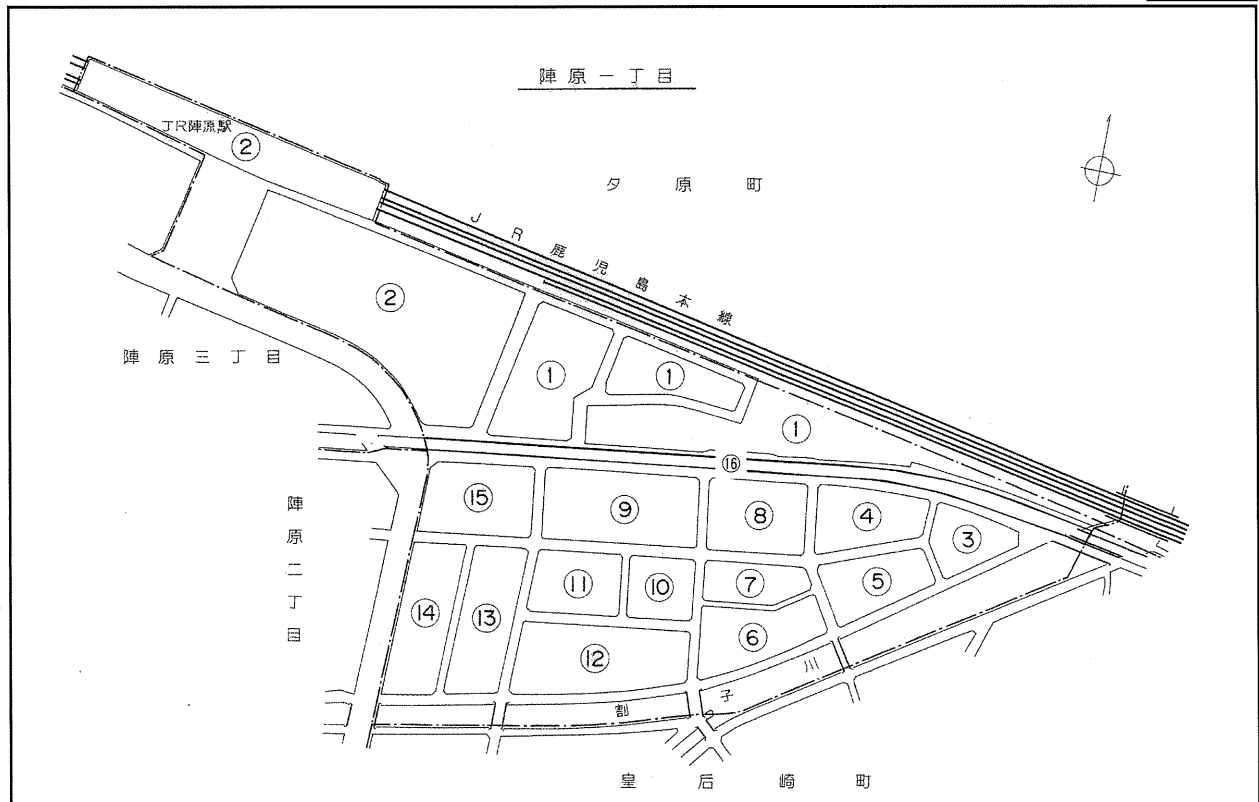 陣原一丁目
JR陣原駅
②
夕原町
JR鹿児島本線
②
陣原三丁目
①
①
①
⑯
陣原二丁目
⑮
⑨
⑧
④
③
⑪
⑩
⑦
⑤
⑭
⑬
⑫
⑥
割子川
皇后崎町